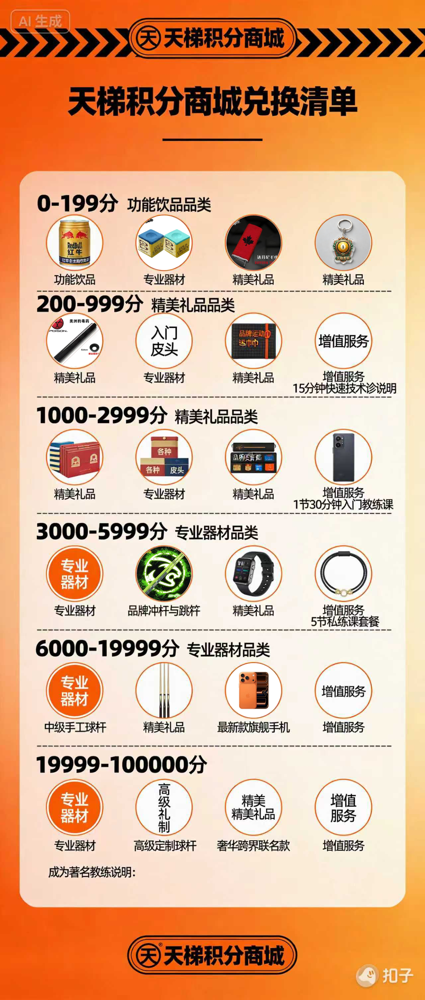 AI 生成
天 天梯积分商城
天梯积分商城兑换清单
0-199分 功能饮品品类
RedBull
红牛
GOLD CROWN
GOLD CROWN
达芬尼毛巾
1
沉稳青铜
功能饮品 专业器材 精美礼品 精美礼品
200-999分 精美礼品品类
POISON
美洲豹毒药
长20cm
入门
皮头
品牌运动
运巾巾
增值服务
精美礼品 专业器材 精美礼品 增值服务
15分钟快速技术诊说明
1000-2999分 精美礼品品类
各种
各种 皮头
精美礼品 专业器材 精美礼品 增值服务
1节30分钟入门教练课
3000-5999分 专业器材品类
专业
器材
专业器材 品牌冲杆与跳符 精美礼品 增值服务
5节私练课套餐
6000-19999分 专业器材品类
专业
器材
增值服务
中级手工球杆 精美礼品 最新款旗舰手机 增值服务
19999-100000分
专业
器材
高
级
礼
制
精美
精美礼品
增值
服务
专业器材 高级定制球杆 奢华跨界联名款 增值服务
成为著名教练说明：
天® 天梯积分商城
扣子